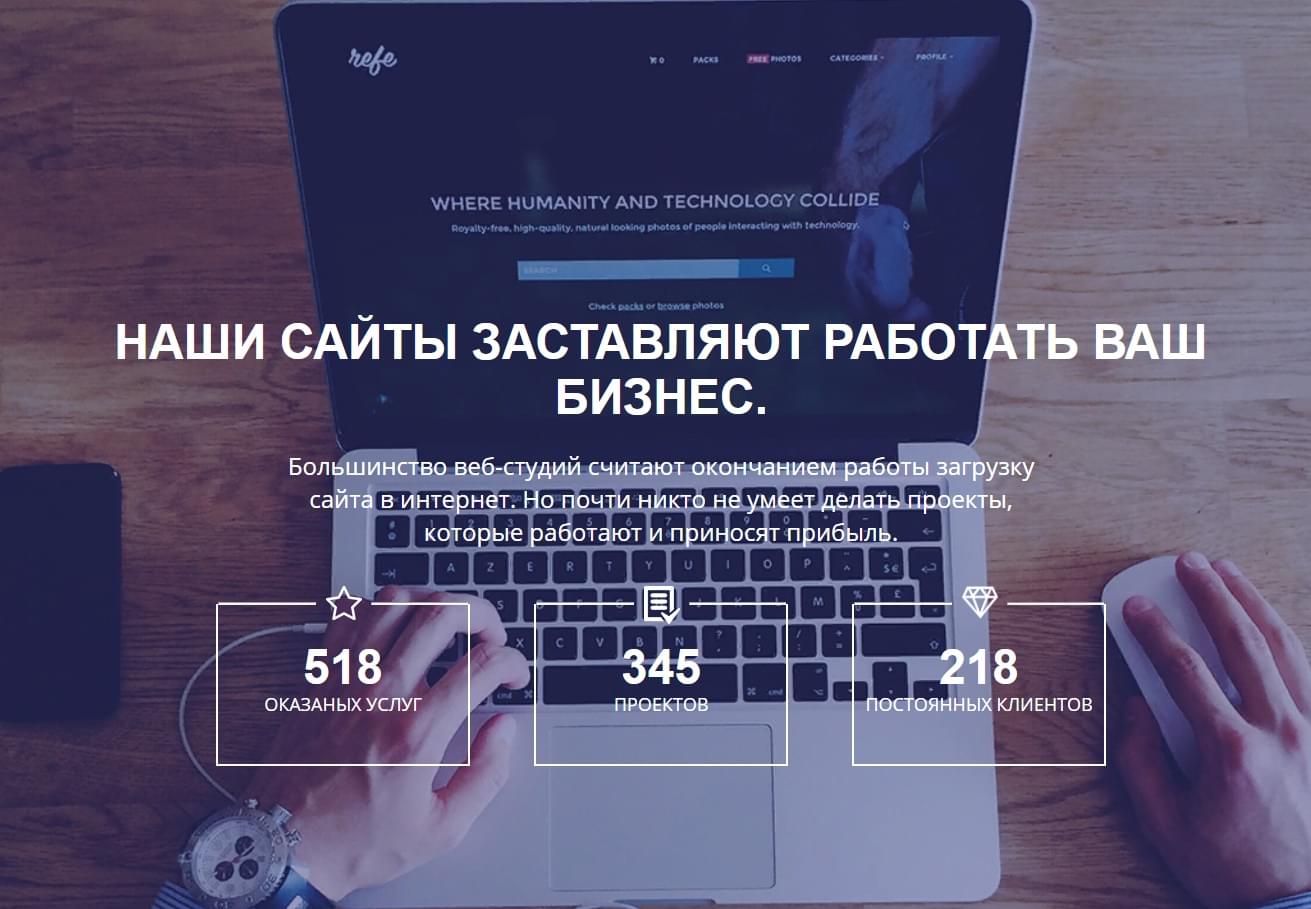 refe
0 PACKS FREE PHOTOS CATEGORIES PROFILE
WHERE HUMANITY AND TECHNOLOGY COLLIDE
Royalty-free, high-quality, natural looking photos of people interacting with technology.
SEARCH
Check packs or browse photos
НАШИ САЙТЫ ЗАСТАВЛЯЮТ РАБОТАТЬ ВАШ
БИЗНЕС.
Большинство веб-студий считают окончанием работы загрузку
сайта в интернет. Но почти никто не умеет делать проекты,
которые работают и приносят прибыль.
A Z E R T Y U I O P
S G J K L M
X C V B N
cmd cmd
518 345 218
ОКАЗАНЫХ УСЛУГ ПРОЕКТОВ ПОСТОЯННЫХ КЛИЕНТОВ